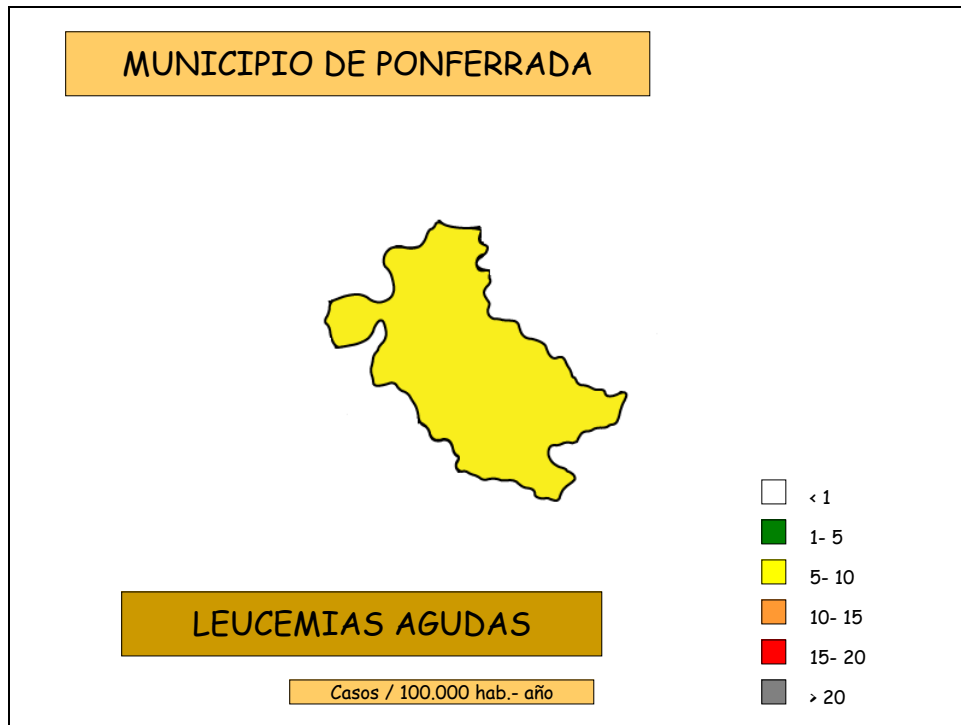 MUNICIPIO DE PONFERRADA
< 1
1- 5
5- 10
10- 15
15- 20
> 20
LEUCEMIAS AGUDAS
Casos / 100.000 hab.- año